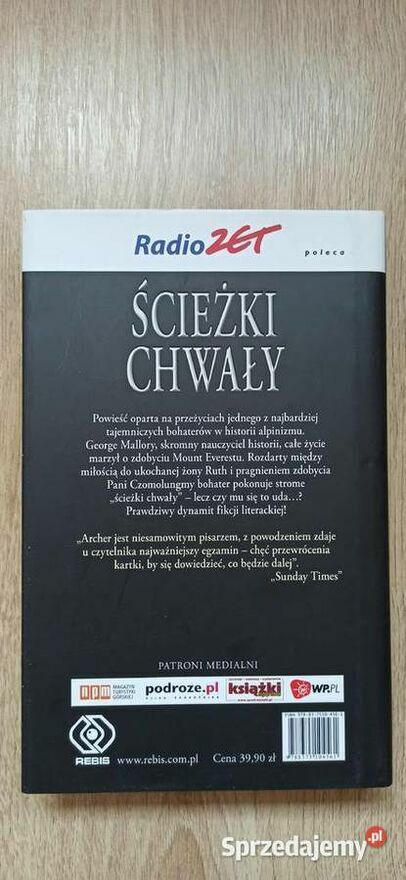 Radio ZET
poleca
ŚCIEŻKI
CHWAŁY
Powieść oparta na przeżyciach jednego z najbardziej
tajemniczych bohaterów w historii alpinizmu.
George Mallory, skromny nauczyciel historii, całe życie
marzył o zdobyciu Mount Everestu. Rozdarty między
miłością do ukochanej żony Ruth i pragnieniem zdobycia
Pani Czomolungmy bohater pokonuje strome
„ścieżki chwały” – lecz czy mu się to uda...?
Prawdziwy dynamit fikcji literackiej!
„Archer jest niesamowitym pisarzem, z powodzeniem zdaje
u czytelnika najważniejszy egzamin – chęć przewrócenia
kartki, by się dowiedzieć, co będzie dalej”.
„Sunday Times”
PATRONI MEDIALNI
npm MAGAZYN TURYSTYKI GÓRSKIEJ
podroze.pl
książki
WP.PL
REBIS
www.rebis.com.pl
Cena 39,90 zł
Sprzedajemy.pl